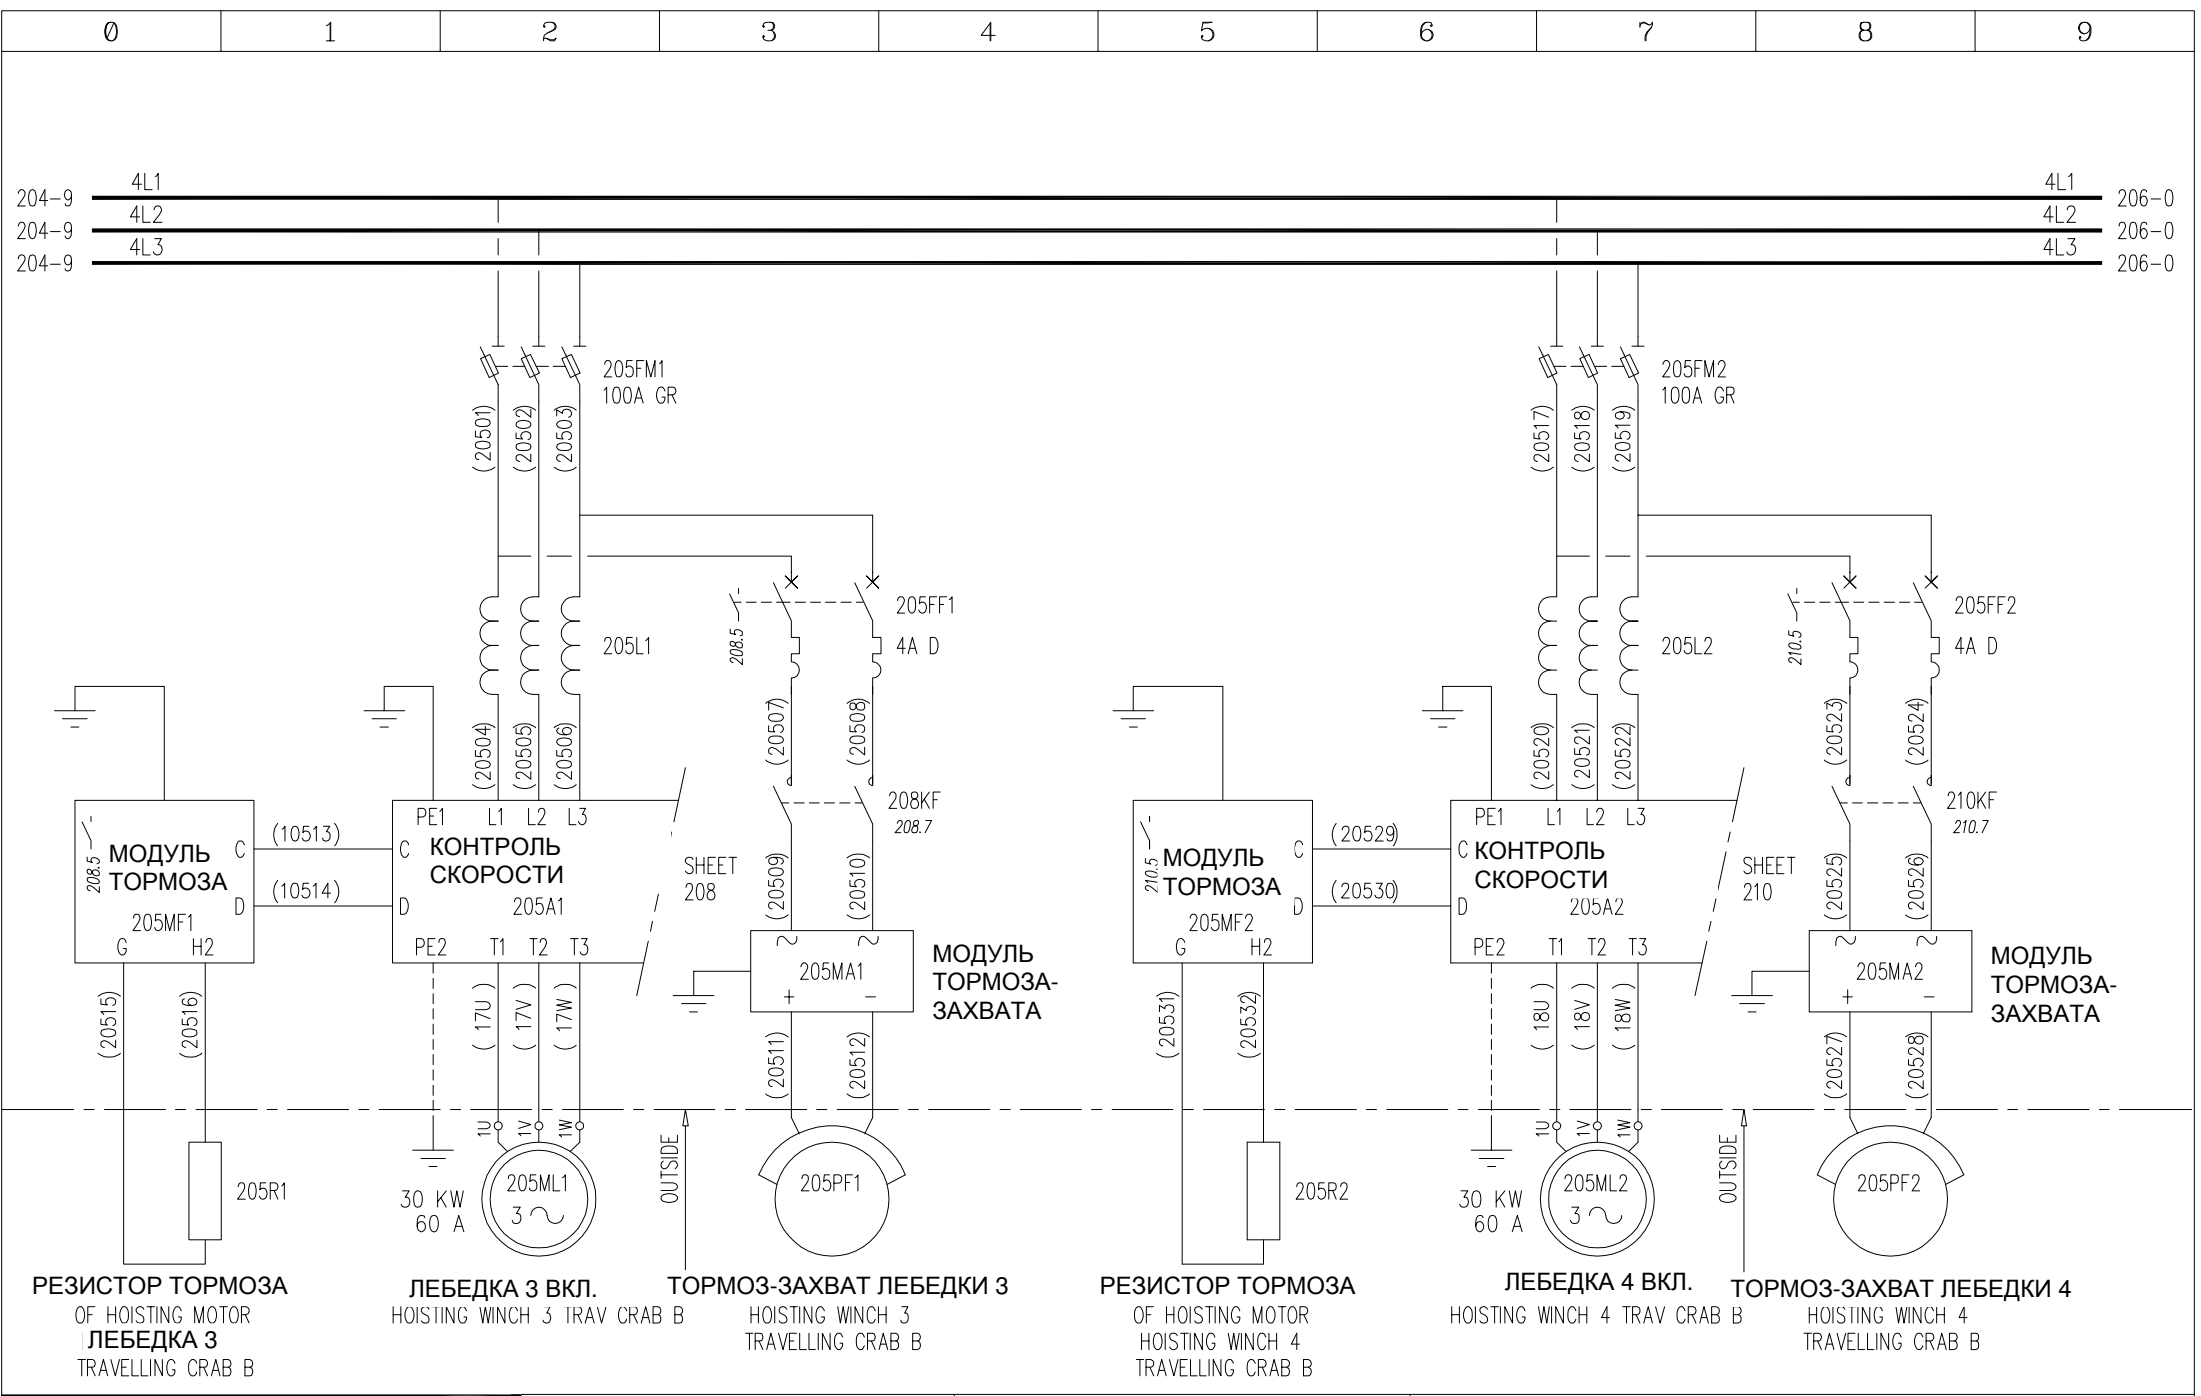 0 1 2 3 4 5 6 7 8 9
4L1 4L1
204-9 206-0
4L2 4L2
204-9 206-0
4L3 4L3
204-9 206-0
205FM1
100A GR
205FM2
100A GR
(20501) (20502) (20503)
(20517) (20518) (20519)
205FF1
4A D
208.5
205L1
205FF2
4A D
210.5
205L2
(20504) (20505) (20506)
(20507) (20508)
(20520) (20521) (20522)
(20523) (20524)
208KF
208.7
210KF
210.7
208.5
МОДУЛЬ
ТОРМОЗА
205MF1
C D
G H2
(10513)
(10514)
PE1 L1 L2 L3
C D
КОНТРОЛЬ
СКОРОСТИ
205A1
PE2 T1 T2 T3
SHEET
208
(20509) (20510)
205MA1
+ −
МОДУЛЬ
ТОРМОЗА-
ЗАХВАТА
210.5
МОДУЛЬ
ТОРМОЗА
205MF2
C D
G H2
(20529)
(20530)
PE1 L1 L2 L3
C D
КОНТРОЛЬ
СКОРОСТИ
205A2
PE2 T1 T2 T3
SHEET
210
(20525) (20526)
205MA2
+ −
МОДУЛЬ
ТОРМОЗА-
ЗАХВАТА
(20515) (20516)
(17U ) (17V ) (17W )
(20511) (20512)
(20531) (20532)
(18U ) (18V ) (18W )
(20527) (20528)
1U 1V 1W
OUTSIDE
1U 1V 1W
OUTSIDE
205R1
30 KW
60 A
205ML1
3
205PF1
205R2
30 KW
60 A
205ML2
3
205PF2
РЕЗИСТОР ТОРМОЗА
OF HOISTING MOTOR
ЛЕБЕДКА 3
TRAVELLING CRAB B
ЛЕБЕДКА 3 ВКЛ.
HOISTING WINCH 3 TRAV CRAB B
ТОРМОЗ-ЗАХВАТ ЛЕБЕДКИ 3
HOISTING WINCH 3
TRAVELLING CRAB B
РЕЗИСТОР ТОРМОЗА
OF HOISTING MOTOR
HOISTING WINCH 4
TRAVELLING CRAB B
ЛЕБЕДКА 4 ВКЛ.
HOISTING WINCH 4 TRAV CRAB B
ТОРМОЗ-ЗАХВАТ ЛЕБЕДКИ 4
HOISTING WINCH 4
TRAVELLING CRAB B